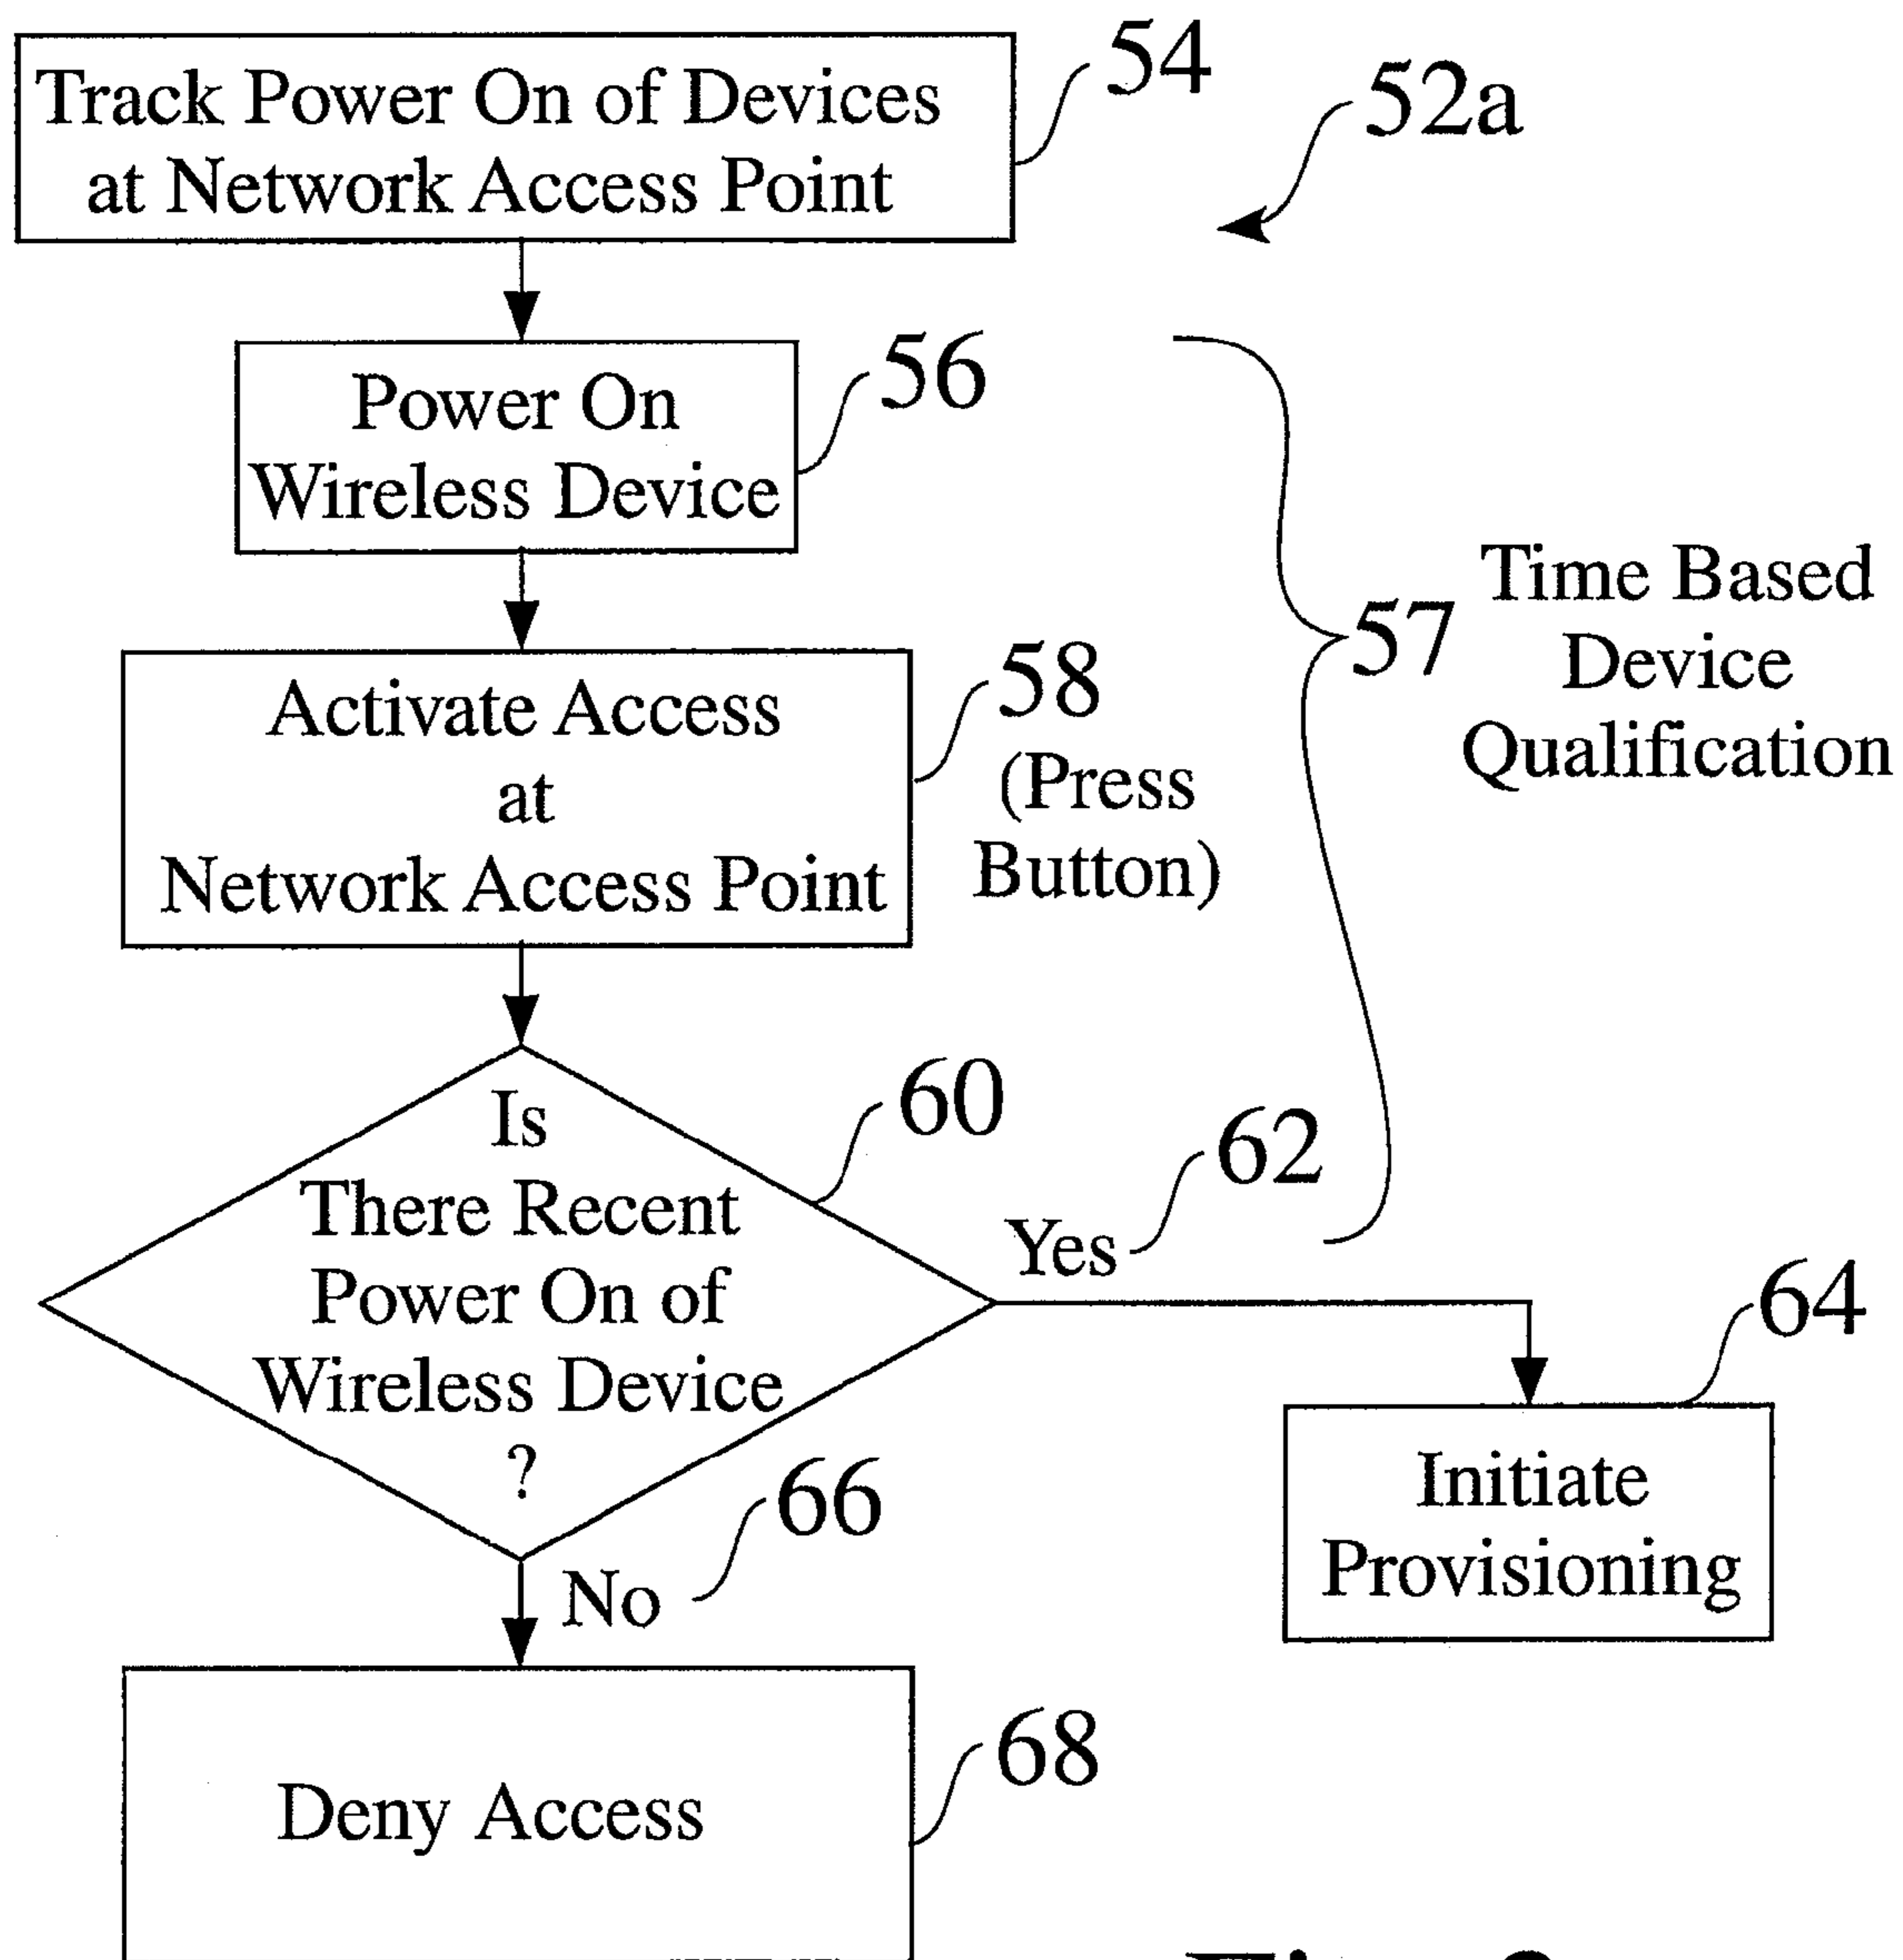 Track Power On of Devices
at Network Access Point
54
52a
Power On
Wireless Device
56
57
Time Based
Device
Qualification
Activate Access
at
Network Access Point
58
(Press
Button)
Is
There Recent
Power On of
Wireless Device
?
60
Yes
62
64
Initiate
Provisioning
No
66
Deny Access
68